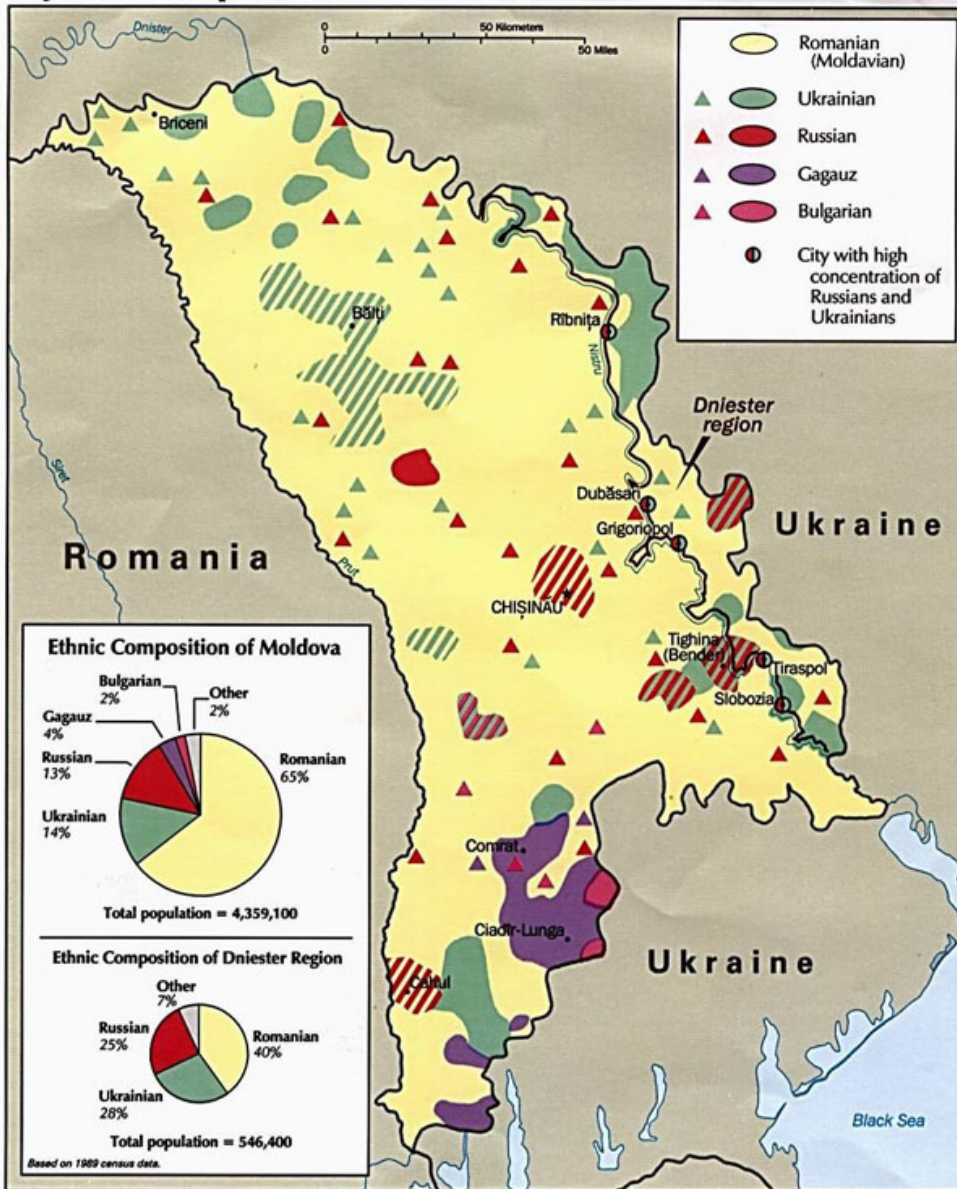 Dnister
0
50 Kilometers
0
50 Miles
Romanian
(Moldavian)
Ukrainian
Russian
Gagauz
Bulgarian
City with high
concentration of
Russians and
Ukrainians
Briceni
Bălți
Rîbnița
Nistru
Dniester
region
Siret
Dubăsari
Grigoriopol
Ukraine
Romania
Prut
CHIȘINĂU
Tighina
(Bender)
Tiraspol
Slobozia
Comrat
Ciadîr-Lunga
Ukraine
Cahul
Black Sea
Ethnic Composition of Moldova
Bulgarian
2%
Other
2%
Gagauz
4%
Russian
13%
Romanian
65%
Ukrainian
14%
Total population = 4,359,100
Ethnic Composition of Dniester Region
Other
7%
Russian
25%
Romanian
40%
Ukrainian
28%
Total population = 546,400
Based on 1989 census data.